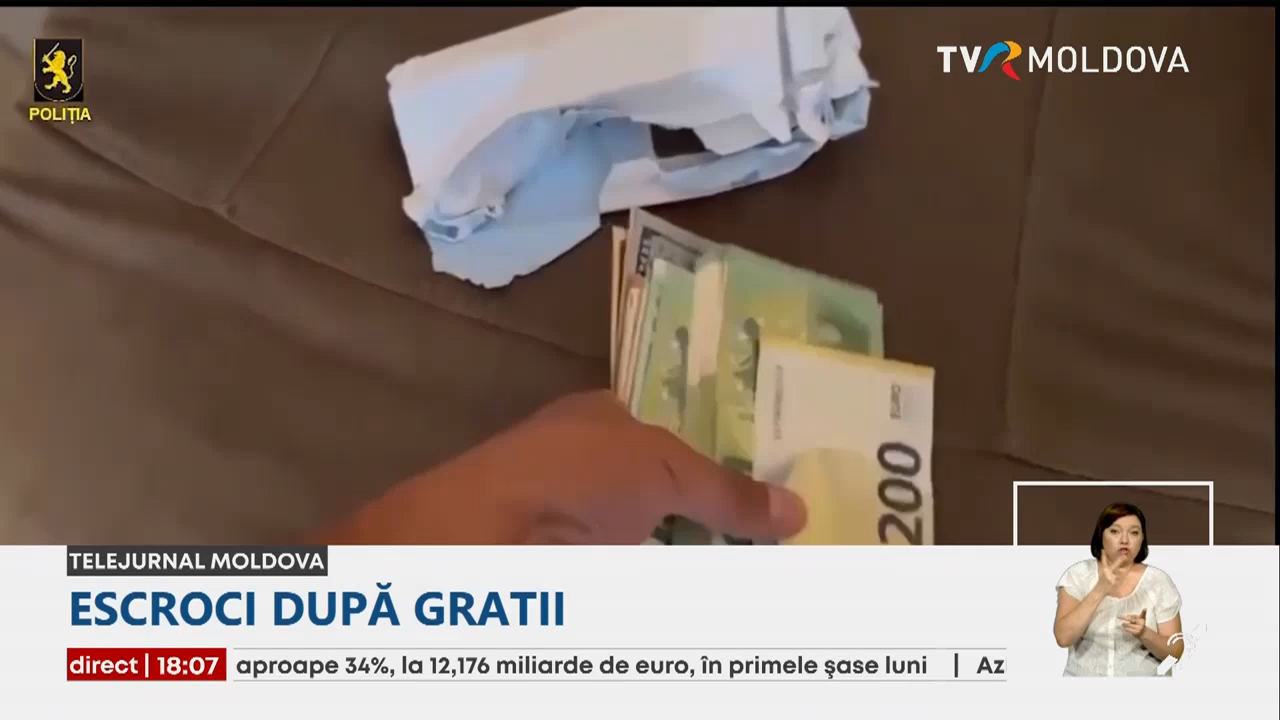 POLIȚIA
TVR MOLDOVA
EURO
200
TELEJURNAL MOLDOVA
ESCROCI DUPĂ GRATII
direct | 18:07
aproape 34%, la 12,176 miliarde de euro, în primele şase luni | Az